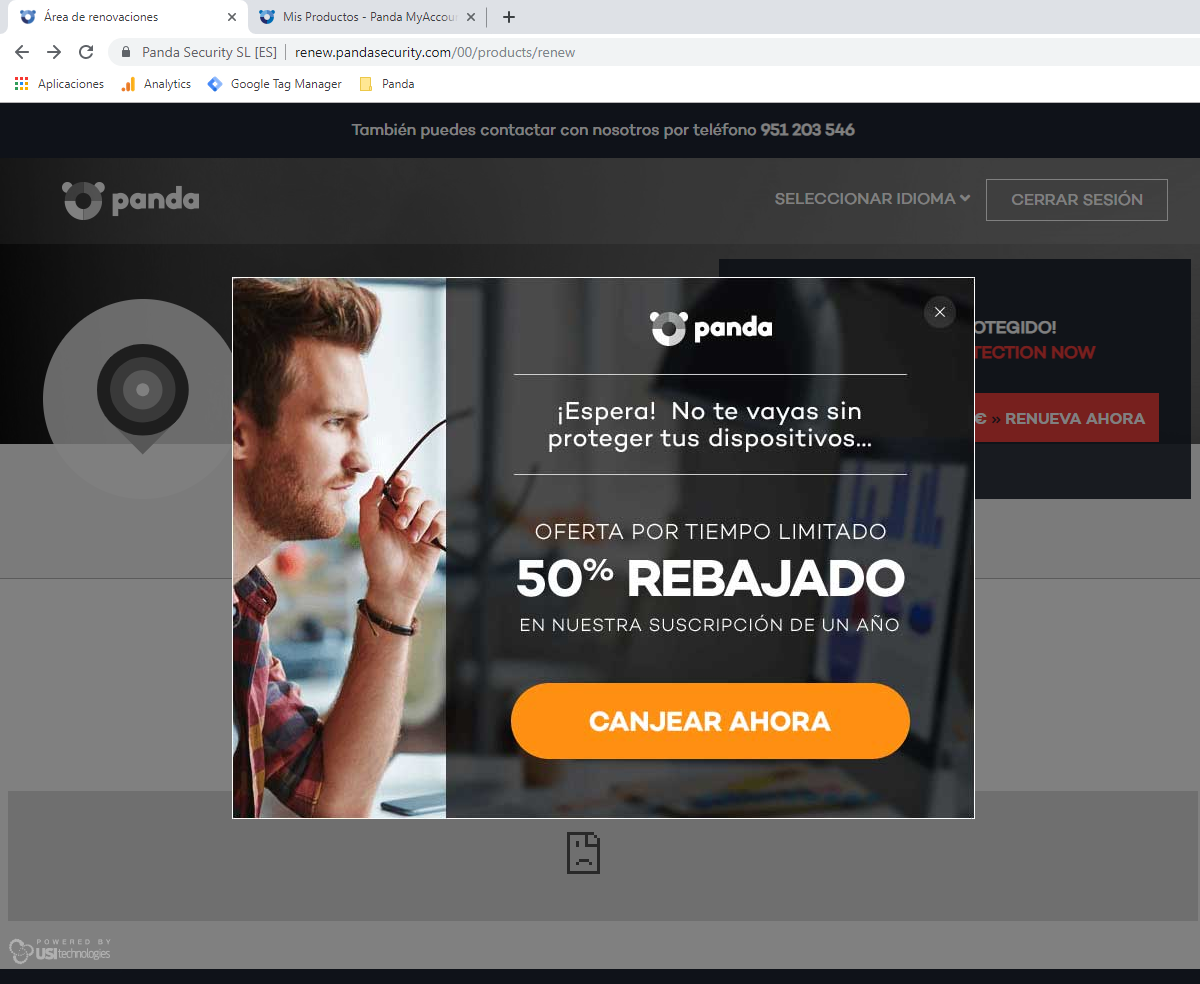 Área de renovaciones
Mis Productos - Panda MyAccou
Panda Security SL [ES] renew.pandasecurity.com/00/products/renew
Aplicaciones Analytics Google Tag Manager Panda
También puedes contactar con nosotros por teléfono 951 203 546
panda
SELECCIONAR IDIOMA
CERRAR SESIÓN
OTEGIDO!
TECTION NOW
€ » RENUEVA AHORA
panda
¡Espera! No te vayas sin
proteger tus dispositivos...
OFERTA POR TIEMPO LIMITADO
50% REBAJADO
EN NUESTRA SUSCRIPCIÓN DE UN AÑO
CANJEAR AHORA
POWERED BY
USItechnologies